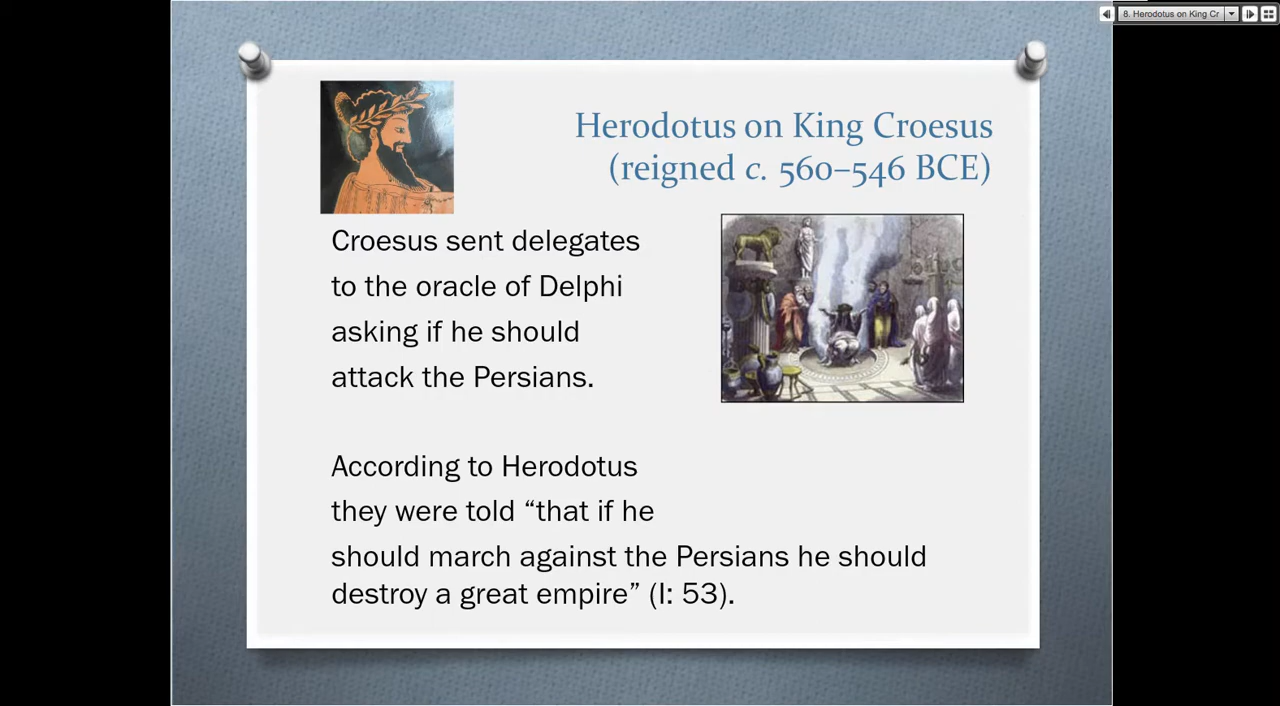 8. Herodotus on King Cr
Herodotus on King Croesus
(reigned c. 560–546 BCE)
Croesus sent delegates
to the oracle of Delphi
asking if he should
attack the Persians.
According to Herodotus
they were told “that if he
should march against the Persians he should
destroy a great empire” (I: 53).